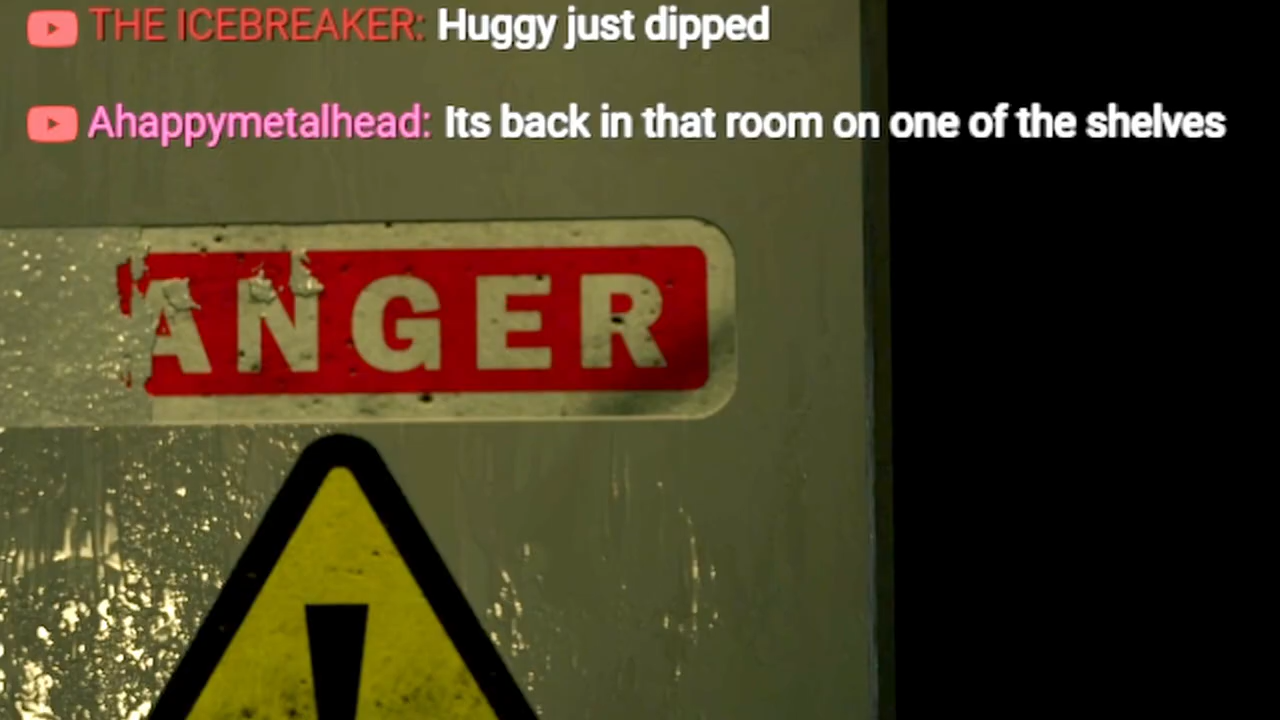 THE ICEBREAKER: Huggy just dipped
Ahappymetalhead: Its back in that room on one of the shelves
ANGER
!